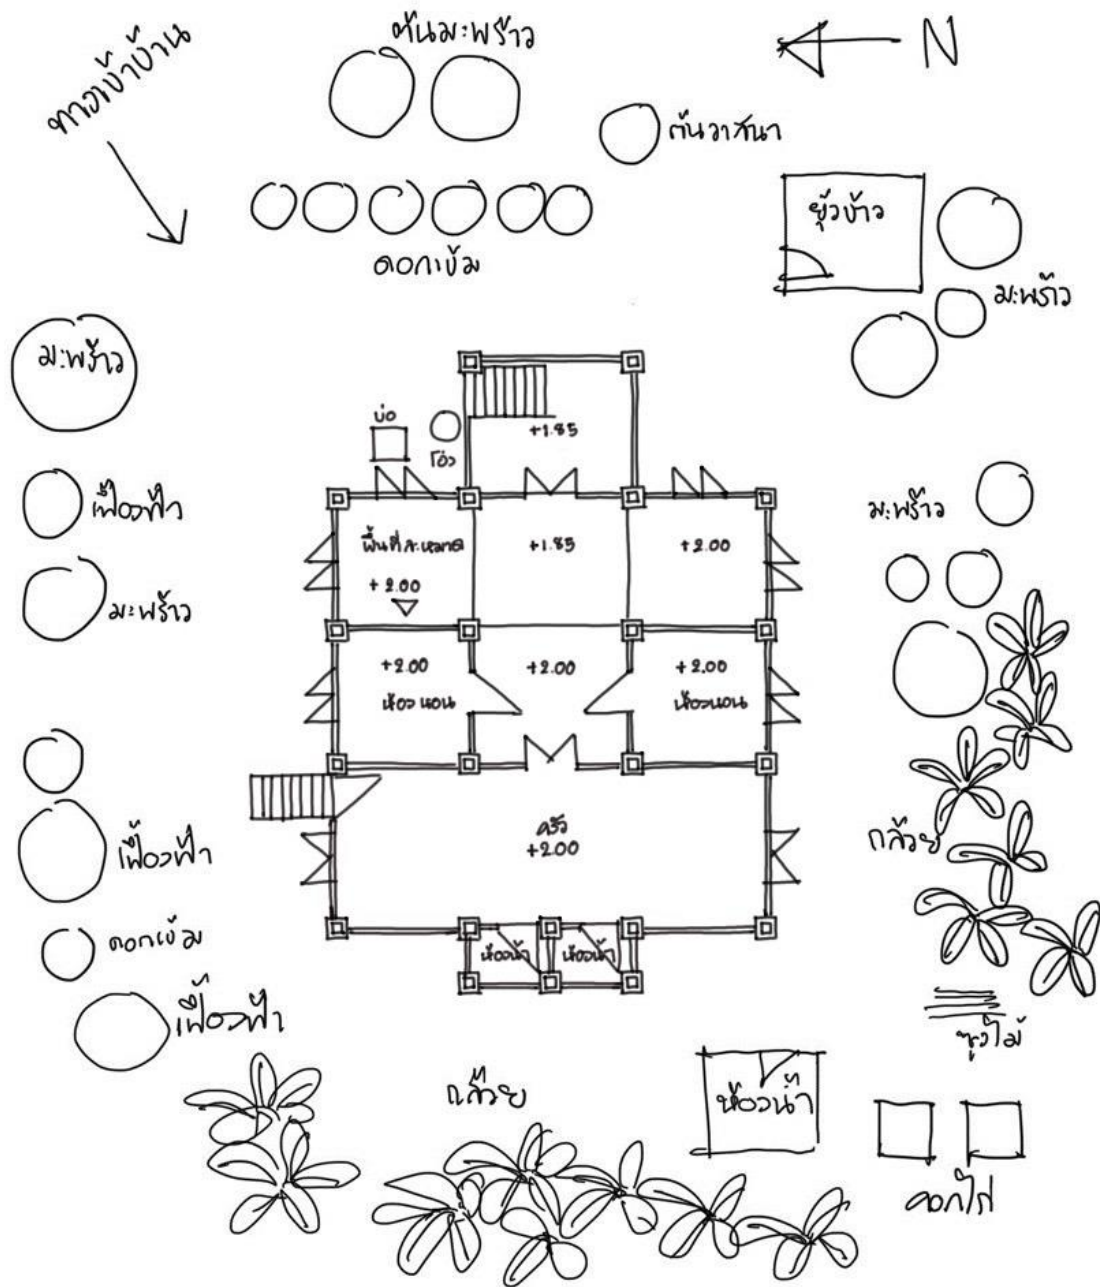 ทางเข้าบ้าน
ต้นมะพร้าว
N
ต้นวาสนา
ยุ้งข้าว
ดอกเข็ม
มะพร้าว
มะพร้าว
บ่อ
โอ่ง
+1.85
เฟื้องฟ้า
มะพร้าว
พื้นที่ละหมาด
+2.00
+1.85
+2.00
มะพร้าว
+2.00
ห้องนอน
+2.00
+2.00
ห้องนอน
เฟื้องฟ้า
ครัว
+2.00
กล้วย
ดอกเข็ม
ห้องน้ำ
ห้องน้ำ
เฟื้องฟ้า
ซุงไม้
กล้วย
ห้องน้ำ
คอกไก่